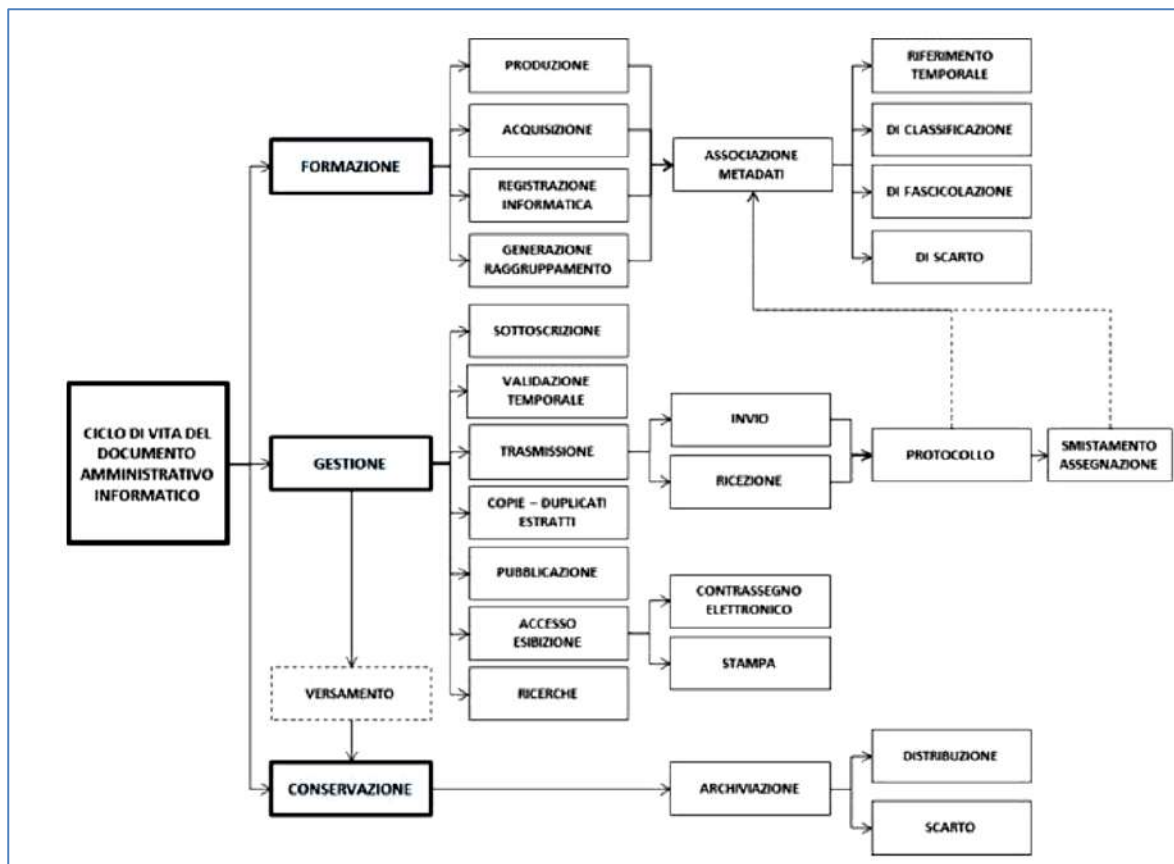 CICLO DI VITA DEL
DOCUMENTO
AMMINISTRATIVO
INFORMATICO
FORMAZIONE
PRODUZIONE
ACQUISIZIONE
REGISTRAZIONE
INFORMATICA
GENERAZIONE
RAGGRUPPAMENTO
ASSOCIAZIONE
METADATI
RIFERIMENTO
TEMPORALE
DI CLASSIFICAZIONE
DI FASCICOLAZIONE
DI SCARTO
GESTIONE
SOTTOSCRIZIONE
VALIDAZIONE
TEMPORALE
TRASMISSIONE
INVIO
RICEZIONE
PROTOCOLLO
SMISTAMENTO
ASSEGNAZIONE
COPIE – DUPLICATI
ESTRATTI
PUBBLICAZIONE
ACCESSO
ESIBIZIONE
CONTRASSEGNO
ELETTRONICO
STAMPA
RICERCHE
VERSAMENTO
CONSERVAZIONE
ARCHIVIAZIONE
DISTRIBUZIONE
SCARTO